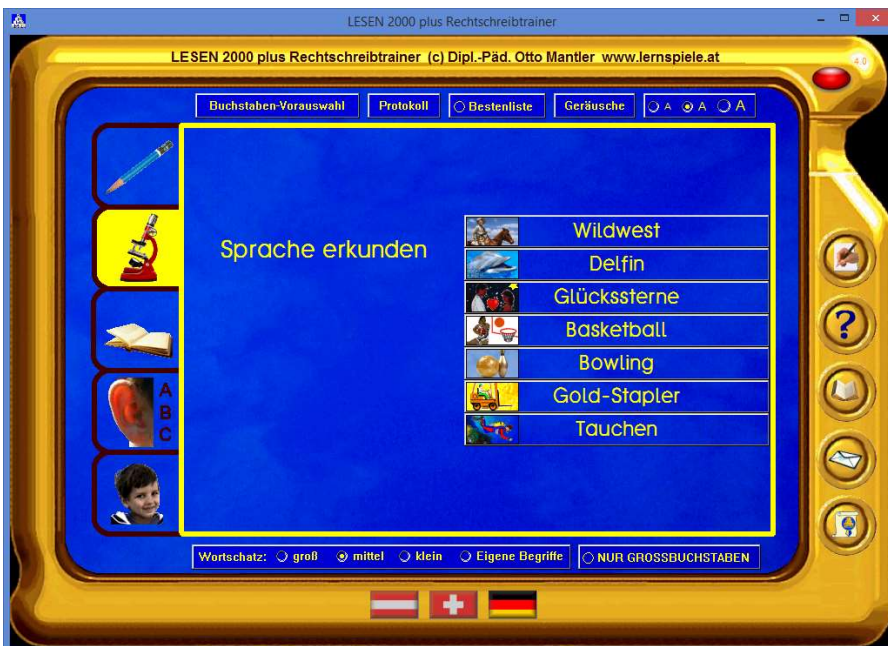 LESEN 2000 plus Rechtschreibtrainer
LESEN 2000 plus Rechtschreibtrainer (c) Dipl.-Päd. Otto Mantler www.lernspiele.at
4.0
Buchstaben-Vorauswahl Protokoll Bestenliste Geräusche A A A
Sprache erkunden
Wildwest
Delfin
Glückssterne
Basketball
Bowling
Gold-Stapler
Tauchen
A
B
C
?
Wortschatz: groß mittel klein Eigene Begriffe NUR GROSSBUCHSTABEN